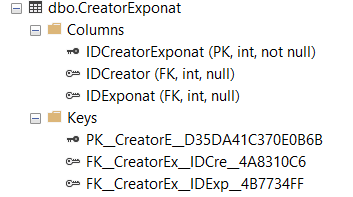 dbo.CreatorExponat
Columns
IDCreatorExponat (PK, int, not null)
IDCreator (FK, int, null)
IDExponat (FK, int, null)
Keys
PK__CreatorE__D35DA41C370E0B6B
FK__CreatorEx__IDCre__4A8310C6
FK__CreatorEx__IDExp__4B7734FF